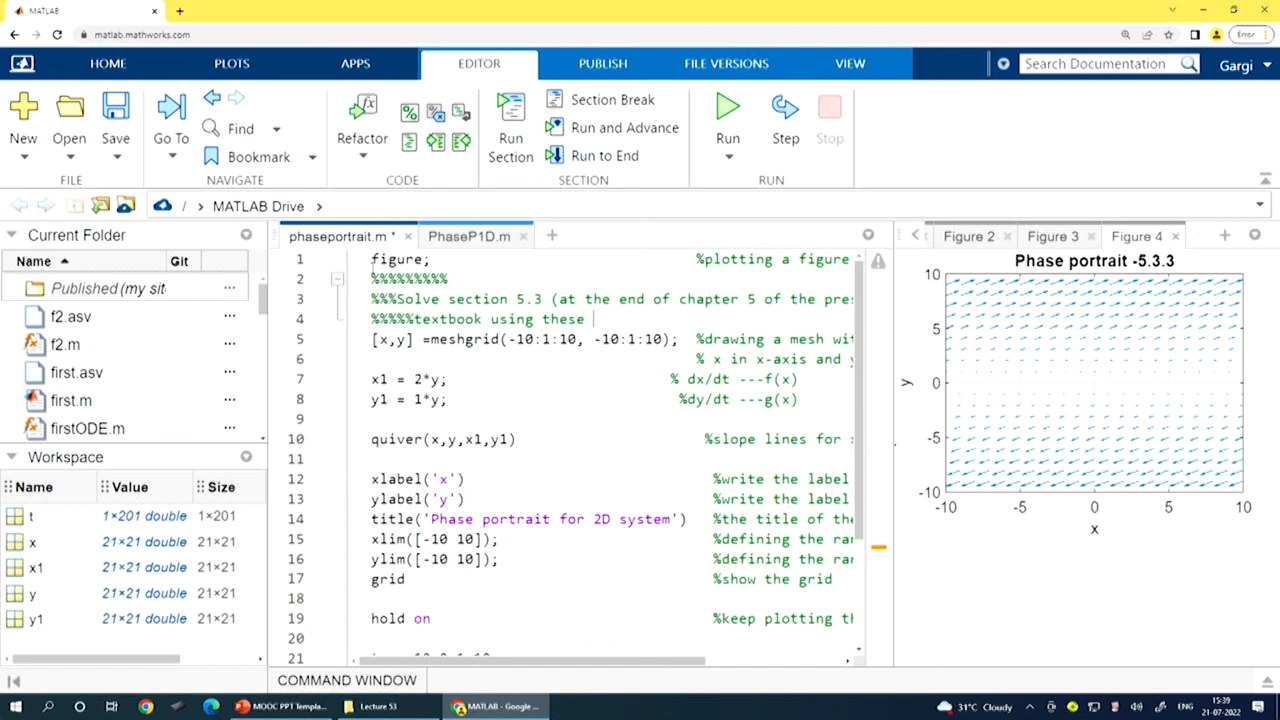 MATLAB
matlab.mathworks.com
Error
HOME
PLOTS
APPS
EDITOR
PUBLISH
FILE VERSIONS
VIEW
Search Documentation
Gargi
New
Open
Save
FILE
Go To
Find
Bookmark
NAVIGATE
Refactor
CODE
Run Section
Section Break
Run and Advance
Run to End
SECTION
Run
Step
Stop
RUN
/ > MATLAB Drive >
Current Folder
Name
Git
Published (my sit
f2.asv
f2.m
first.asv
first.m
firstODE.m
Workspace
Name Value Size
t 1×201 double 1×201
x 21×21 double 21×21
x1 21×21 double 21×21
y 21×21 double 21×21
y1 21×21 double 21×21
phaseportrait.m *
PhaseP1D.m
1 figure; %plotting a figure
2 %%%%%%%%%
3 %%%Solve section 5.3 (at the end of chapter 5 of the pres
4 %%%%%textbook using these
5 [x,y] =meshgrid(-10:1:10, -10:1:10); %drawing a mesh wit
6 % x in x-axis and y
7 x1 = 2*y; % dx/dt ---f(x)
8 y1 = 1*y; %dy/dt ---g(x)
9
10 quiver(x,y,x1,y1) %slope lines for x
11
12 xlabel('x') %write the label
13 ylabel('y') %write the label
14 title('Phase portrait for 2D system') %the title of the
15 xlim([-10 10]); %defining the ran
16 ylim([-10 10]); %defining the ran
17 grid %show the grid
18
19 hold on %keep plotting th
20
21
COMMAND WINDOW
Figure 2
Figure 3
Figure 4
Phase portrait -5.3.3
10
5
0
-5
-10
y
-10 -5 0 5 10
x
MOOC PPT Templa...
Lecture 53
MATLAB - Google ...
31°C Cloudy
ENG
15:39
21-07-2022